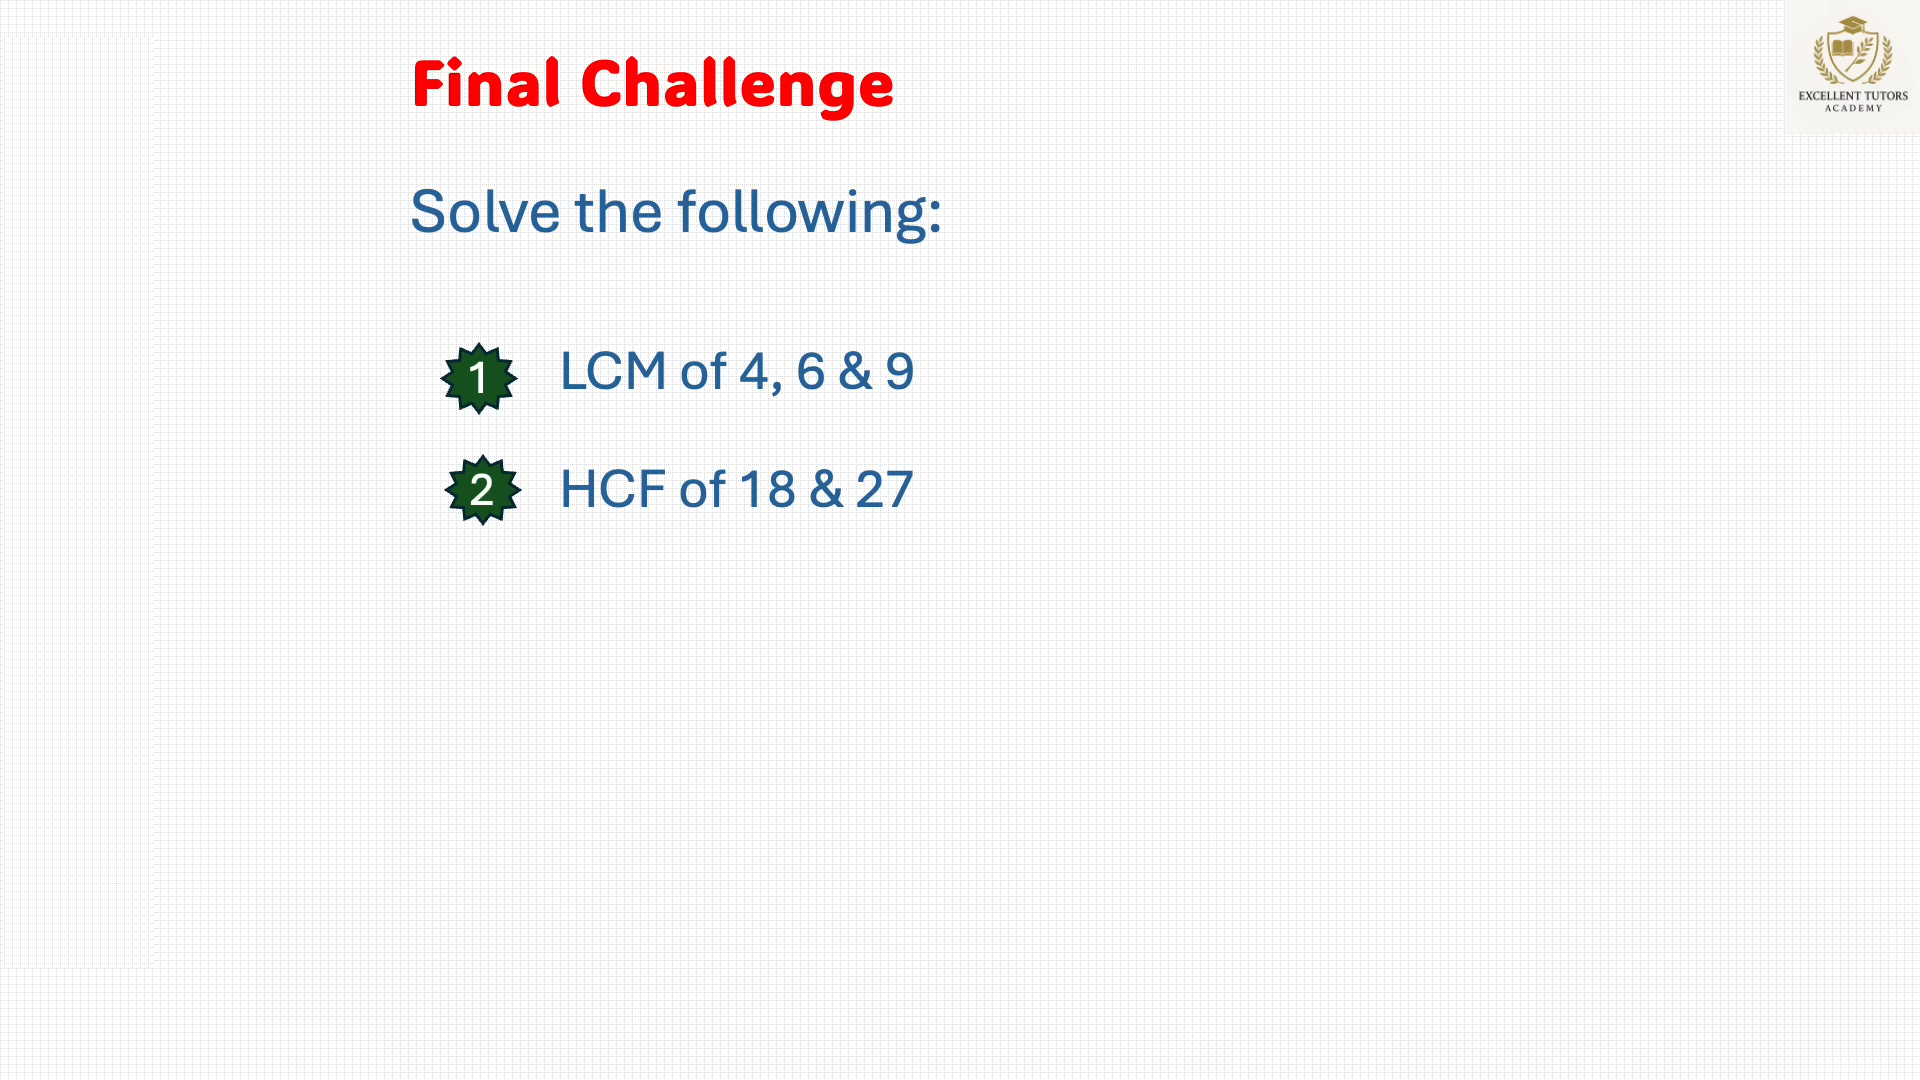 Final Challenge
EXCELLENT TUTORS
ACADEMY
Solve the following:
1 LCM of 4, 6 & 9
2 HCF of 18 & 27